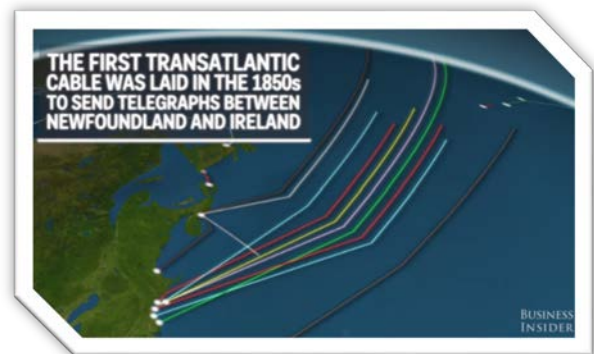 THE FIRST TRANSATLANTIC
CABLE WAS LAID IN THE 1850s
TO SEND TELEGRAPHS BETWEEN
NEWFOUNDLAND AND IRELAND
BUSINESS
INSIDER